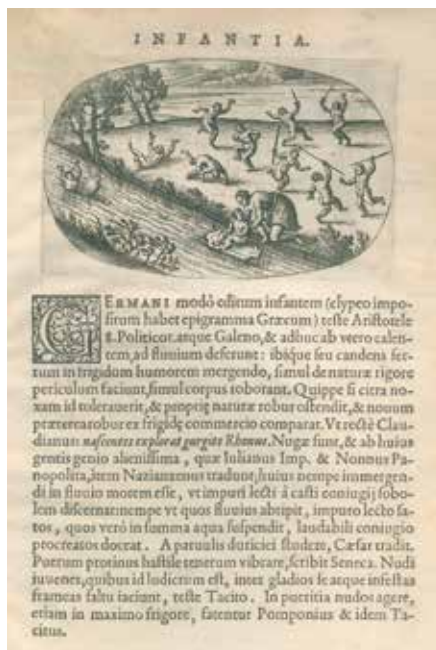 INFANTIA.
GERMANI modò editum infantem (clypeo impo-
situm habet epigramma Græcum) teste Aristotele
8. Politicor. atque Galeno, & adhuc ab vtero calen-
tem, ad fluuium deferunt: ibique seu candens fer-
rum in frigidum humorem mergendo, simul de naturæ rigore
periculum faciunt, simul corpus roborant. Quippe si citra no-
xam id tolerauerit, & propriæ naturæ robur ostendit, & nouum
præterea robur ex frigidę commercio comparat. Vt rectè Clau-
dianus: nascentes explorat gurgite Rhenus. Nugæ sunt, & ab huius
gentis genio alienissima, quæ Iulianus Imp. & Nonnus Pa-
nopolita, item Nazianzenus tradunt, huius nempe immergen-
di in fluuio morem esse, vt impuri lecti à casti coniugij sobo-
lem discernat: nempe vt quos fluuius abripit, impuro lecto sa-
tos, quos verò in summa aqua suspendit, laudabili coniugio
procreatos doceat. A paruulis duriciei studere, Cæsar tradit.
Puerum protinus hastile tenerum vibrare, scribit Seneca. Nudi
iuuenes, quibus id ludicrum est, inter gladios se atque infestas
frameas saltu iaciunt, teste Tacito. In pueritia nudos agere,
etiam in maximo frigore, fatentur Pomponius & idem Ta-
citus.